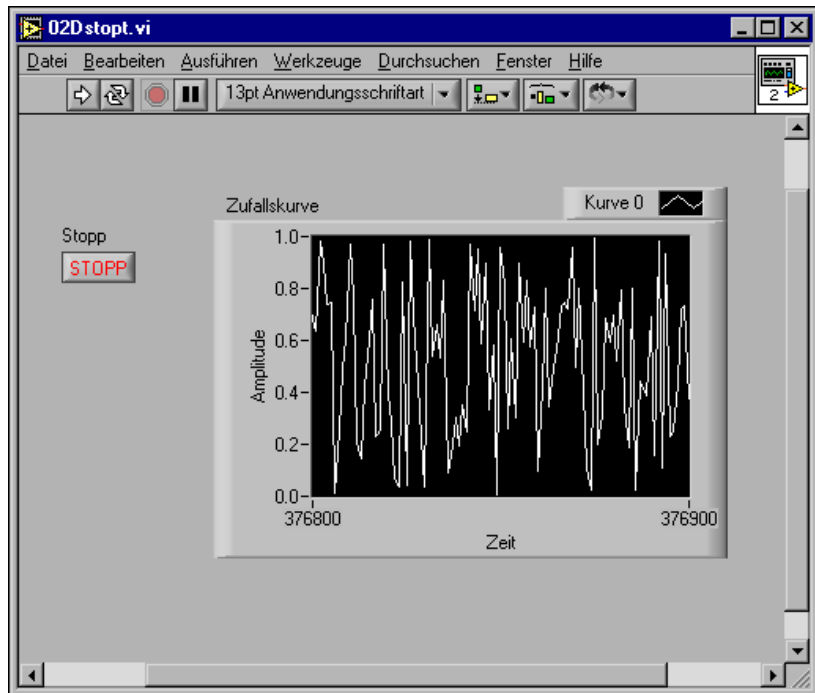 02Dstopt.vi
Datei Bearbeiten Ausführen Werkzeuge Durchsuchen Fenster Hilfe
13pt Anwendungsschriftart
2
Zufallskurve
Kurve 0
Stopp
STOPP
1.0
0.8
0.6
0.4
0.2
0.0
Amplitude
376800
376900
Zeit